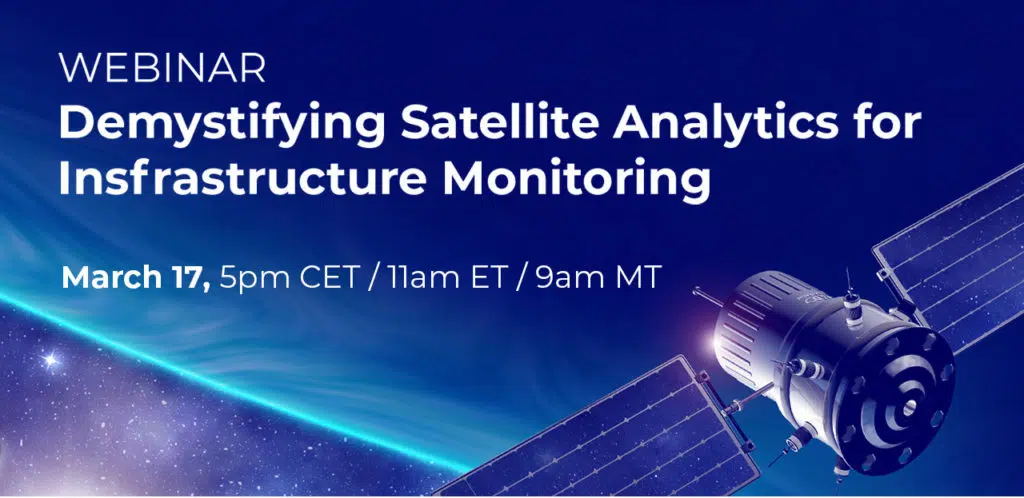 WEBINAR
Demystifying Satellite Analytics for
Insfrastructure Monitoring
March 17, 5pm CET / 11am ET / 9am MT